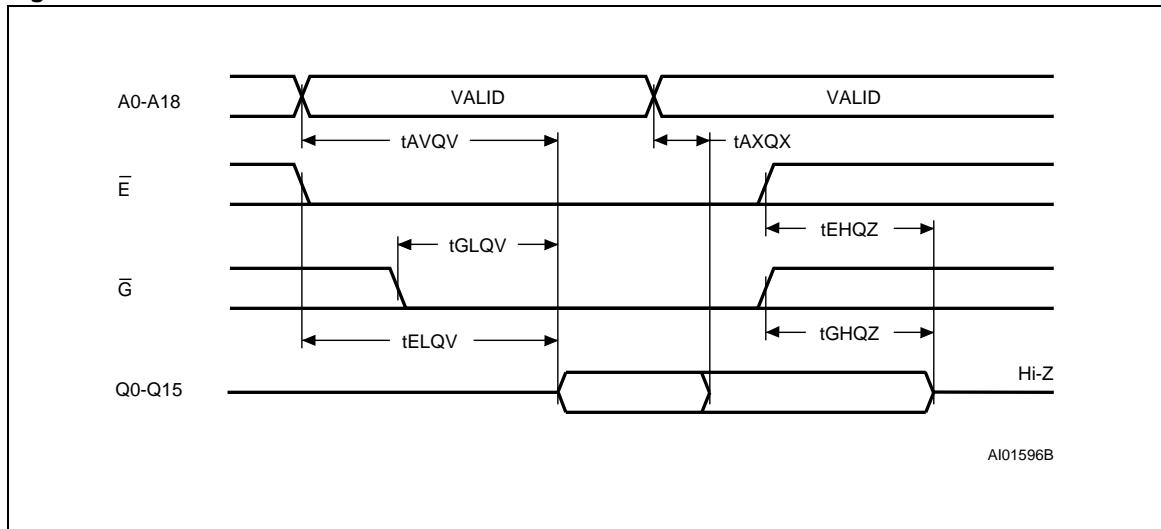 A0-A18
VALID
VALID
tAVQV
tAXQX
E
tEHQZ
tGLQV
G
tGHQZ
tELQV
Q0-Q15
Hi-Z
AI01596B